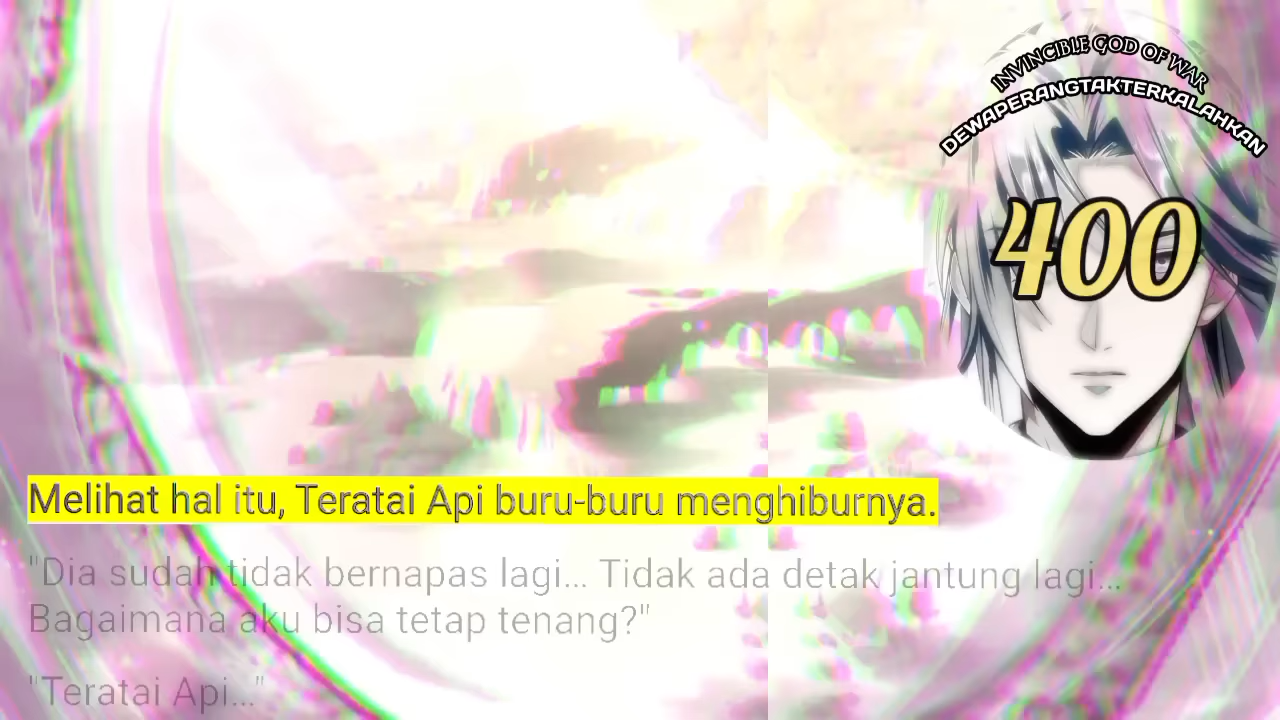 INVINCIBLE GOD OF WAR
DEWAPERANGTAKTERKALAHKAN
400
Melihat hal itu, Teratai Api buru-buru menghiburnya.
"Dia sudah tidak bernapas lagi... Tidak ada detak jantung lagi...
Bagaimana aku bisa tetap tenang?"
"Teratai Api..."